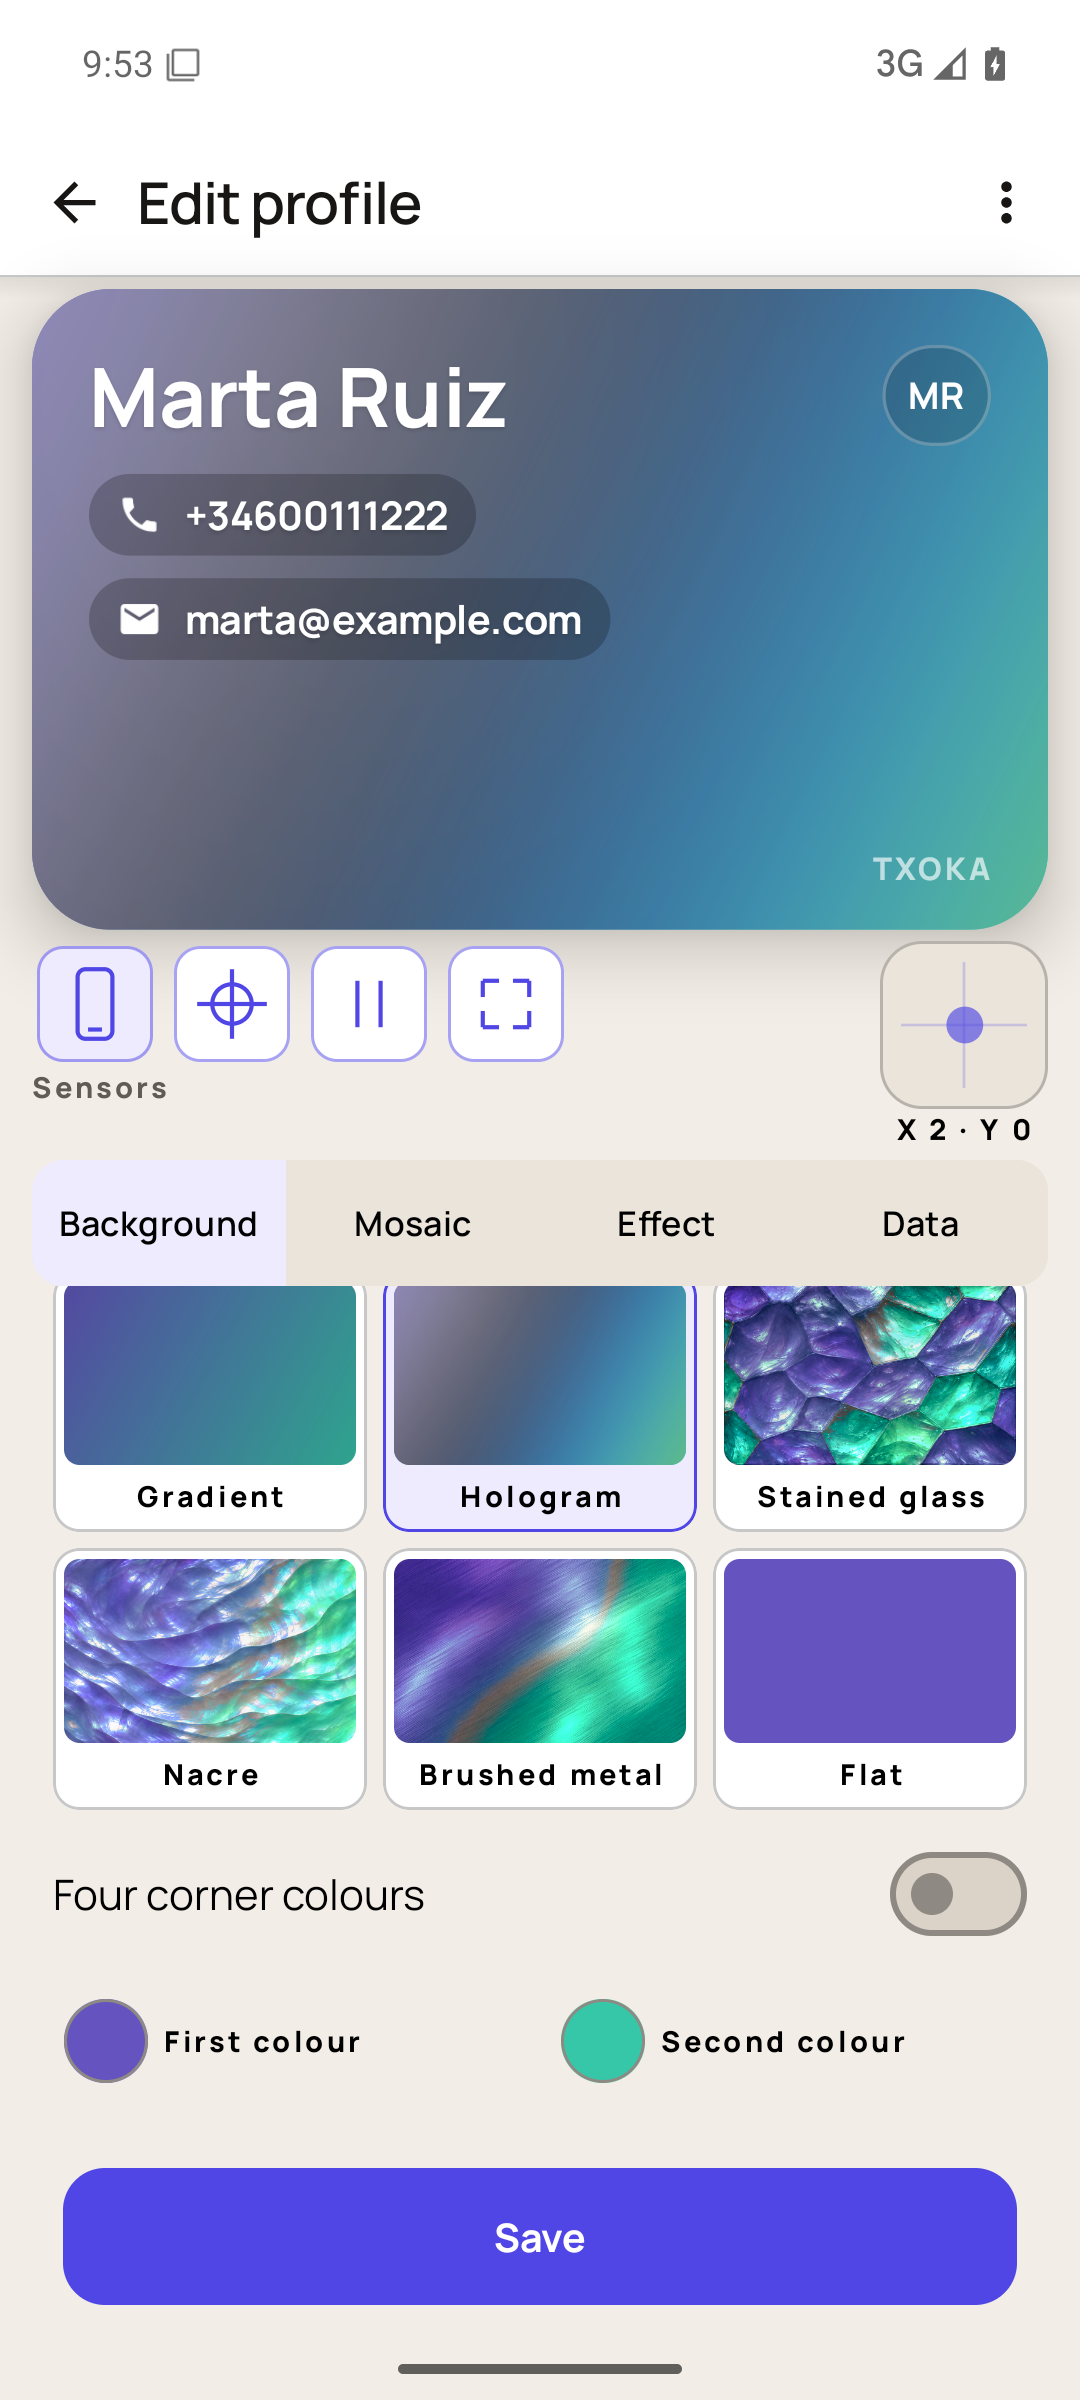 9:53
3G
Edit profile
Marta Ruiz
MR
+34600111222
marta@example.com
TXOKA
Sensors
X 2 · Y 0
Background
Mosaic
Effect
Data
Gradient
Hologram
Stained glass
Nacre
Brushed metal
Flat
Four corner colours
First colour
Second colour
Save